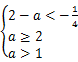 2 - a < -1/4
a ≥ 2
a > 1